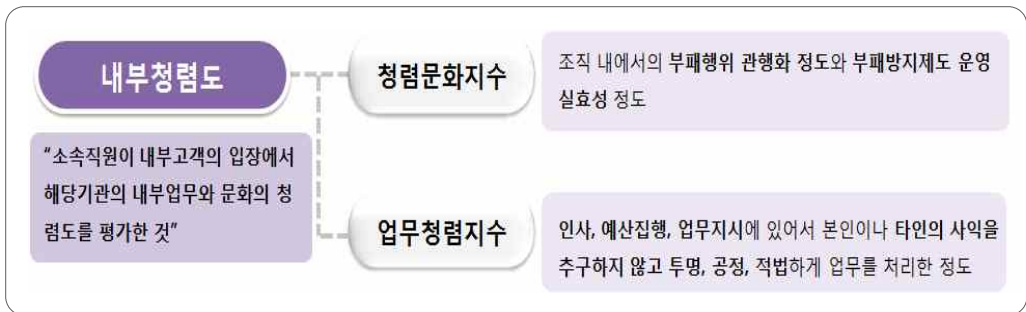 내부청렴도
"소속직원이 내부고객의 입장에서
해당기관의 내부업무와 문화의 청
렴도를 평가한 것"
청렴문화지수
조직 내에서의 부패행위 관행화 정도와 부패방지제도 운영
실효성 정도
업무청렴지수
인사, 예산집행, 업무지시에 있어서 본인이나 타인의 사익을
추구하지 않고 투명, 공정, 적법하게 업무를 처리한 정도